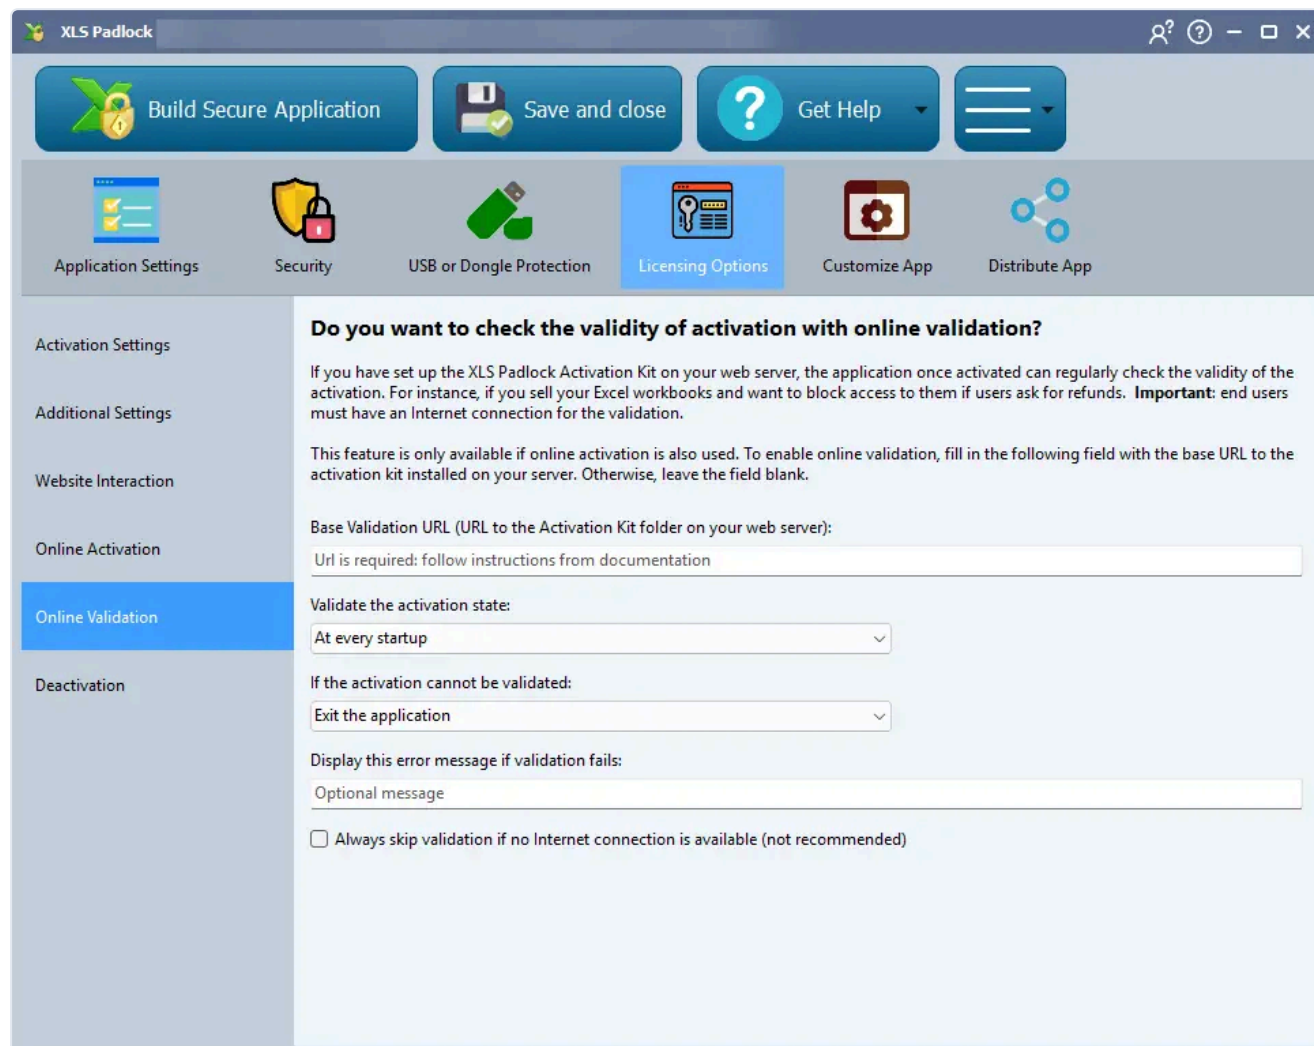 XLS Padlock
Build Secure Application
Save and close
Get Help
Application Settings
Security
USB or Dongle Protection
Licensing Options
Customize App
Distribute App
Activation Settings
Additional Settings
Website Interaction
Online Activation
Online Validation
Deactivation
Do you want to check the validity of activation with online validation?
If you have set up the XLS Padlock Activation Kit on your web server, the application once activated can regularly check the validity of the
activation. For instance, if you sell your Excel workbooks and want to block access to them if users ask for refunds. Important: end users
must have an Internet connection for the validation.
This feature is only available if online activation is also used. To enable online validation, fill in the following field with the base URL to the
activation kit installed on your server. Otherwise, leave the field blank.
Base Validation URL (URL to the Activation Kit folder on your web server):
Url is required: follow instructions from documentation
Validate the activation state:
At every startup
If the activation cannot be validated:
Exit the application
Display this error message if validation fails:
Optional message
Always skip validation if no Internet connection is available (not recommended)